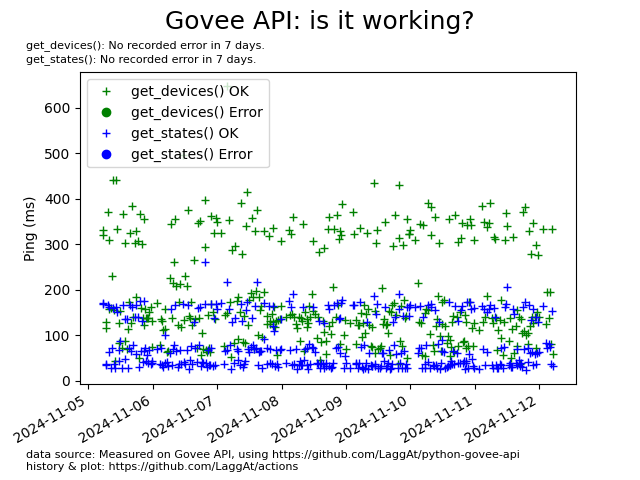 Govee API: is it working?
get_devices(): No recorded error in 7 days.
get_states(): No recorded error in 7 days.
get_devices() OK
get_devices() Error
get_states() OK
get_states() Error
Ping (ms)
600
500
400
300
200
100
0
2024-11-05
2024-11-06
2024-11-07
2024-11-08
2024-11-09
2024-11-10
2024-11-11
2024-11-12
data source: Measured on Govee API, using https://github.com/LaggAt/python-govee-api
history & plot: https://github.com/LaggAt/actions